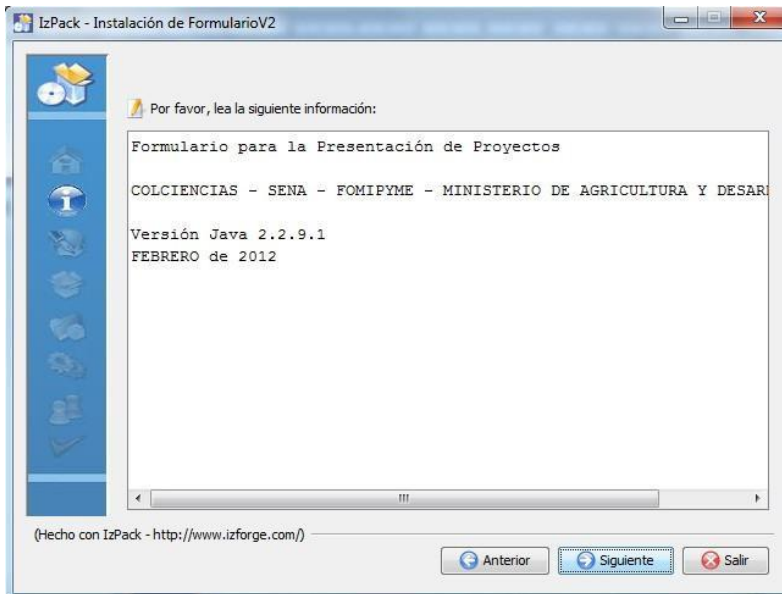 IzPack - Instalación de FormularioV2
Por favor, lea la siguiente información:
Formulario para la Presentación de Proyectos
COLCIENCIAS - SENA - FOMIPYME - MINISTERIO DE AGRICULTURA Y
Versión Java 2.2.9.1
FEBRERO de 2012
(Hecho con IzPack - http://www.izforge.com/)
Anterior
Siguiente
Salir